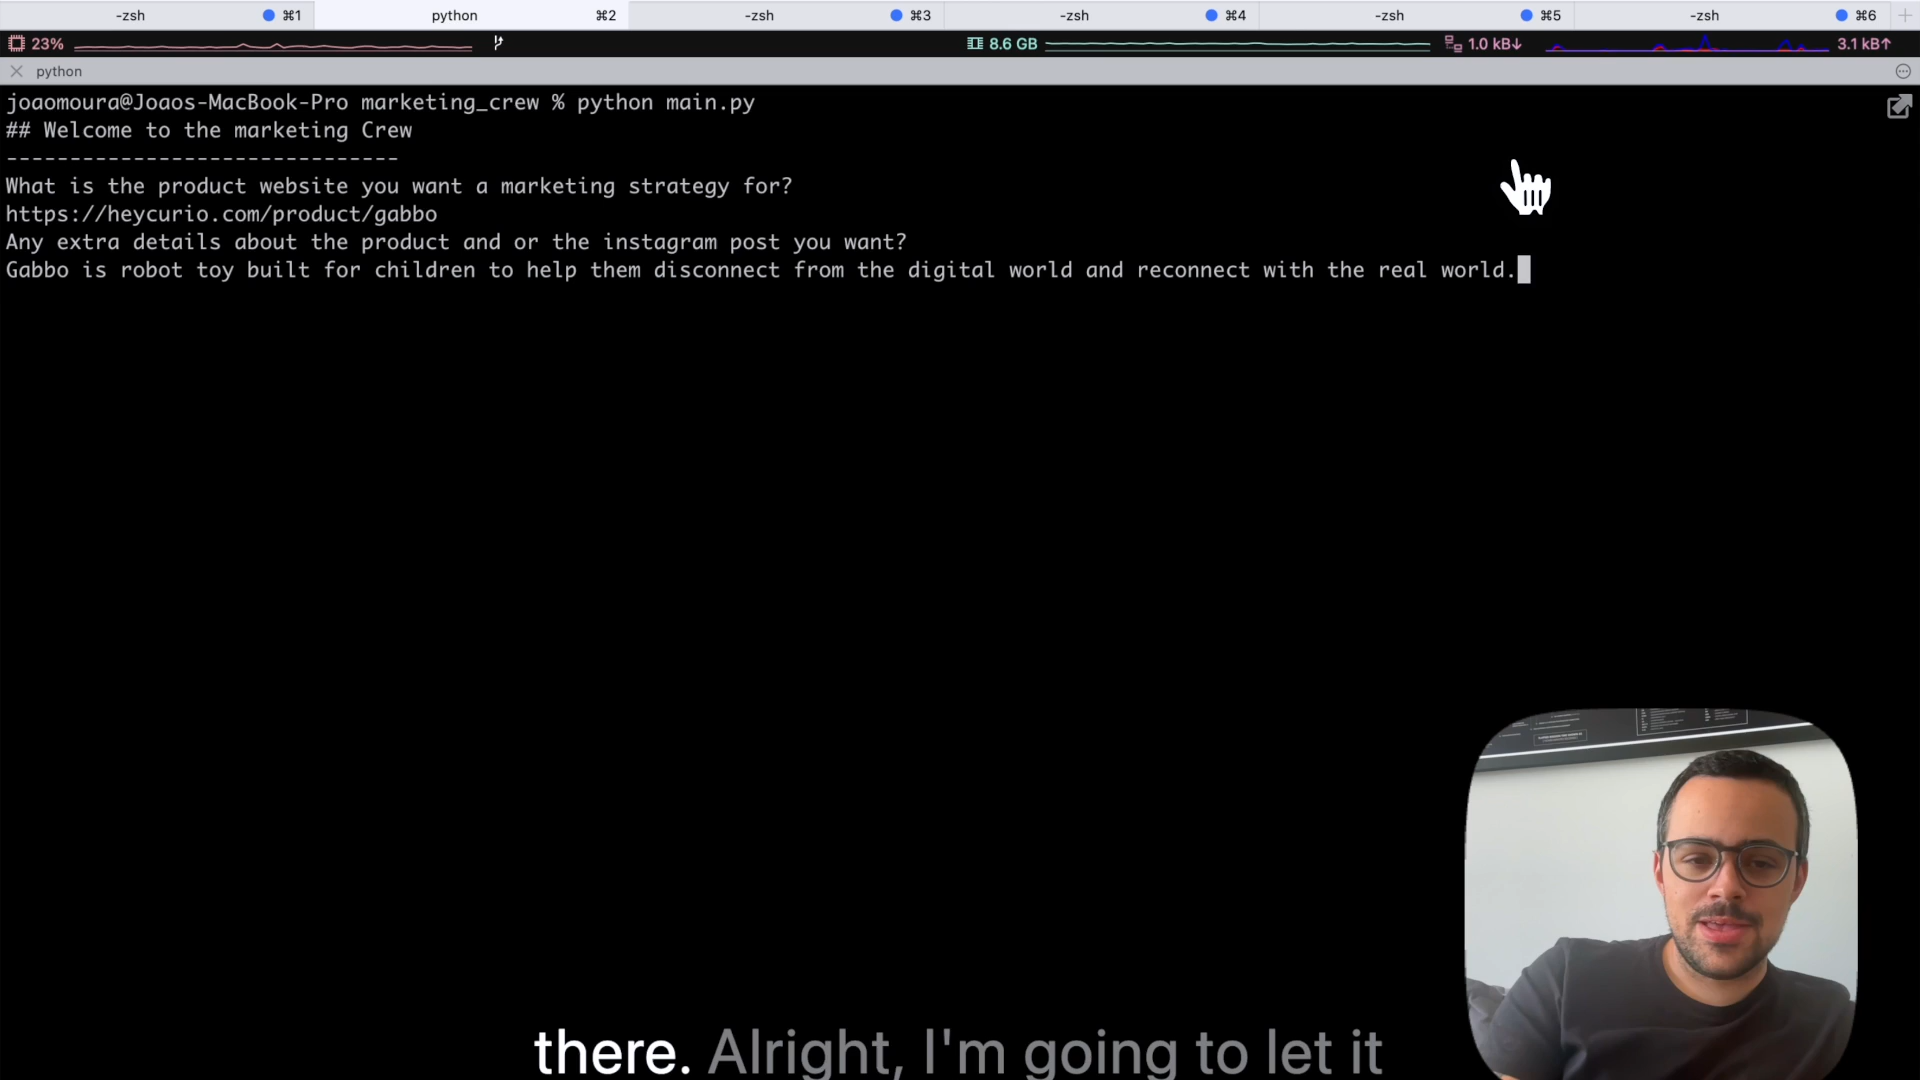 -zsh ⌘1 python ⌘2 -zsh ⌘3 -zsh ⌘4 -zsh ⌘5 -zsh ⌘6
23% 8.6 GB 1.0 kB↓ 3.1 kB↑
python
joaomoura@Joaos-MacBook-Pro marketing_crew % python main.py
## Welcome to the marketing Crew
-------------------------------
What is the product website you want a marketing strategy for?
https://heycurio.com/product/gabbo
Any extra details about the product and or the instagram post you want?
Gabbo is robot toy built for children to help them disconnect from the digital world and reconnect with the real world.
there. Alright, I'm going to let it